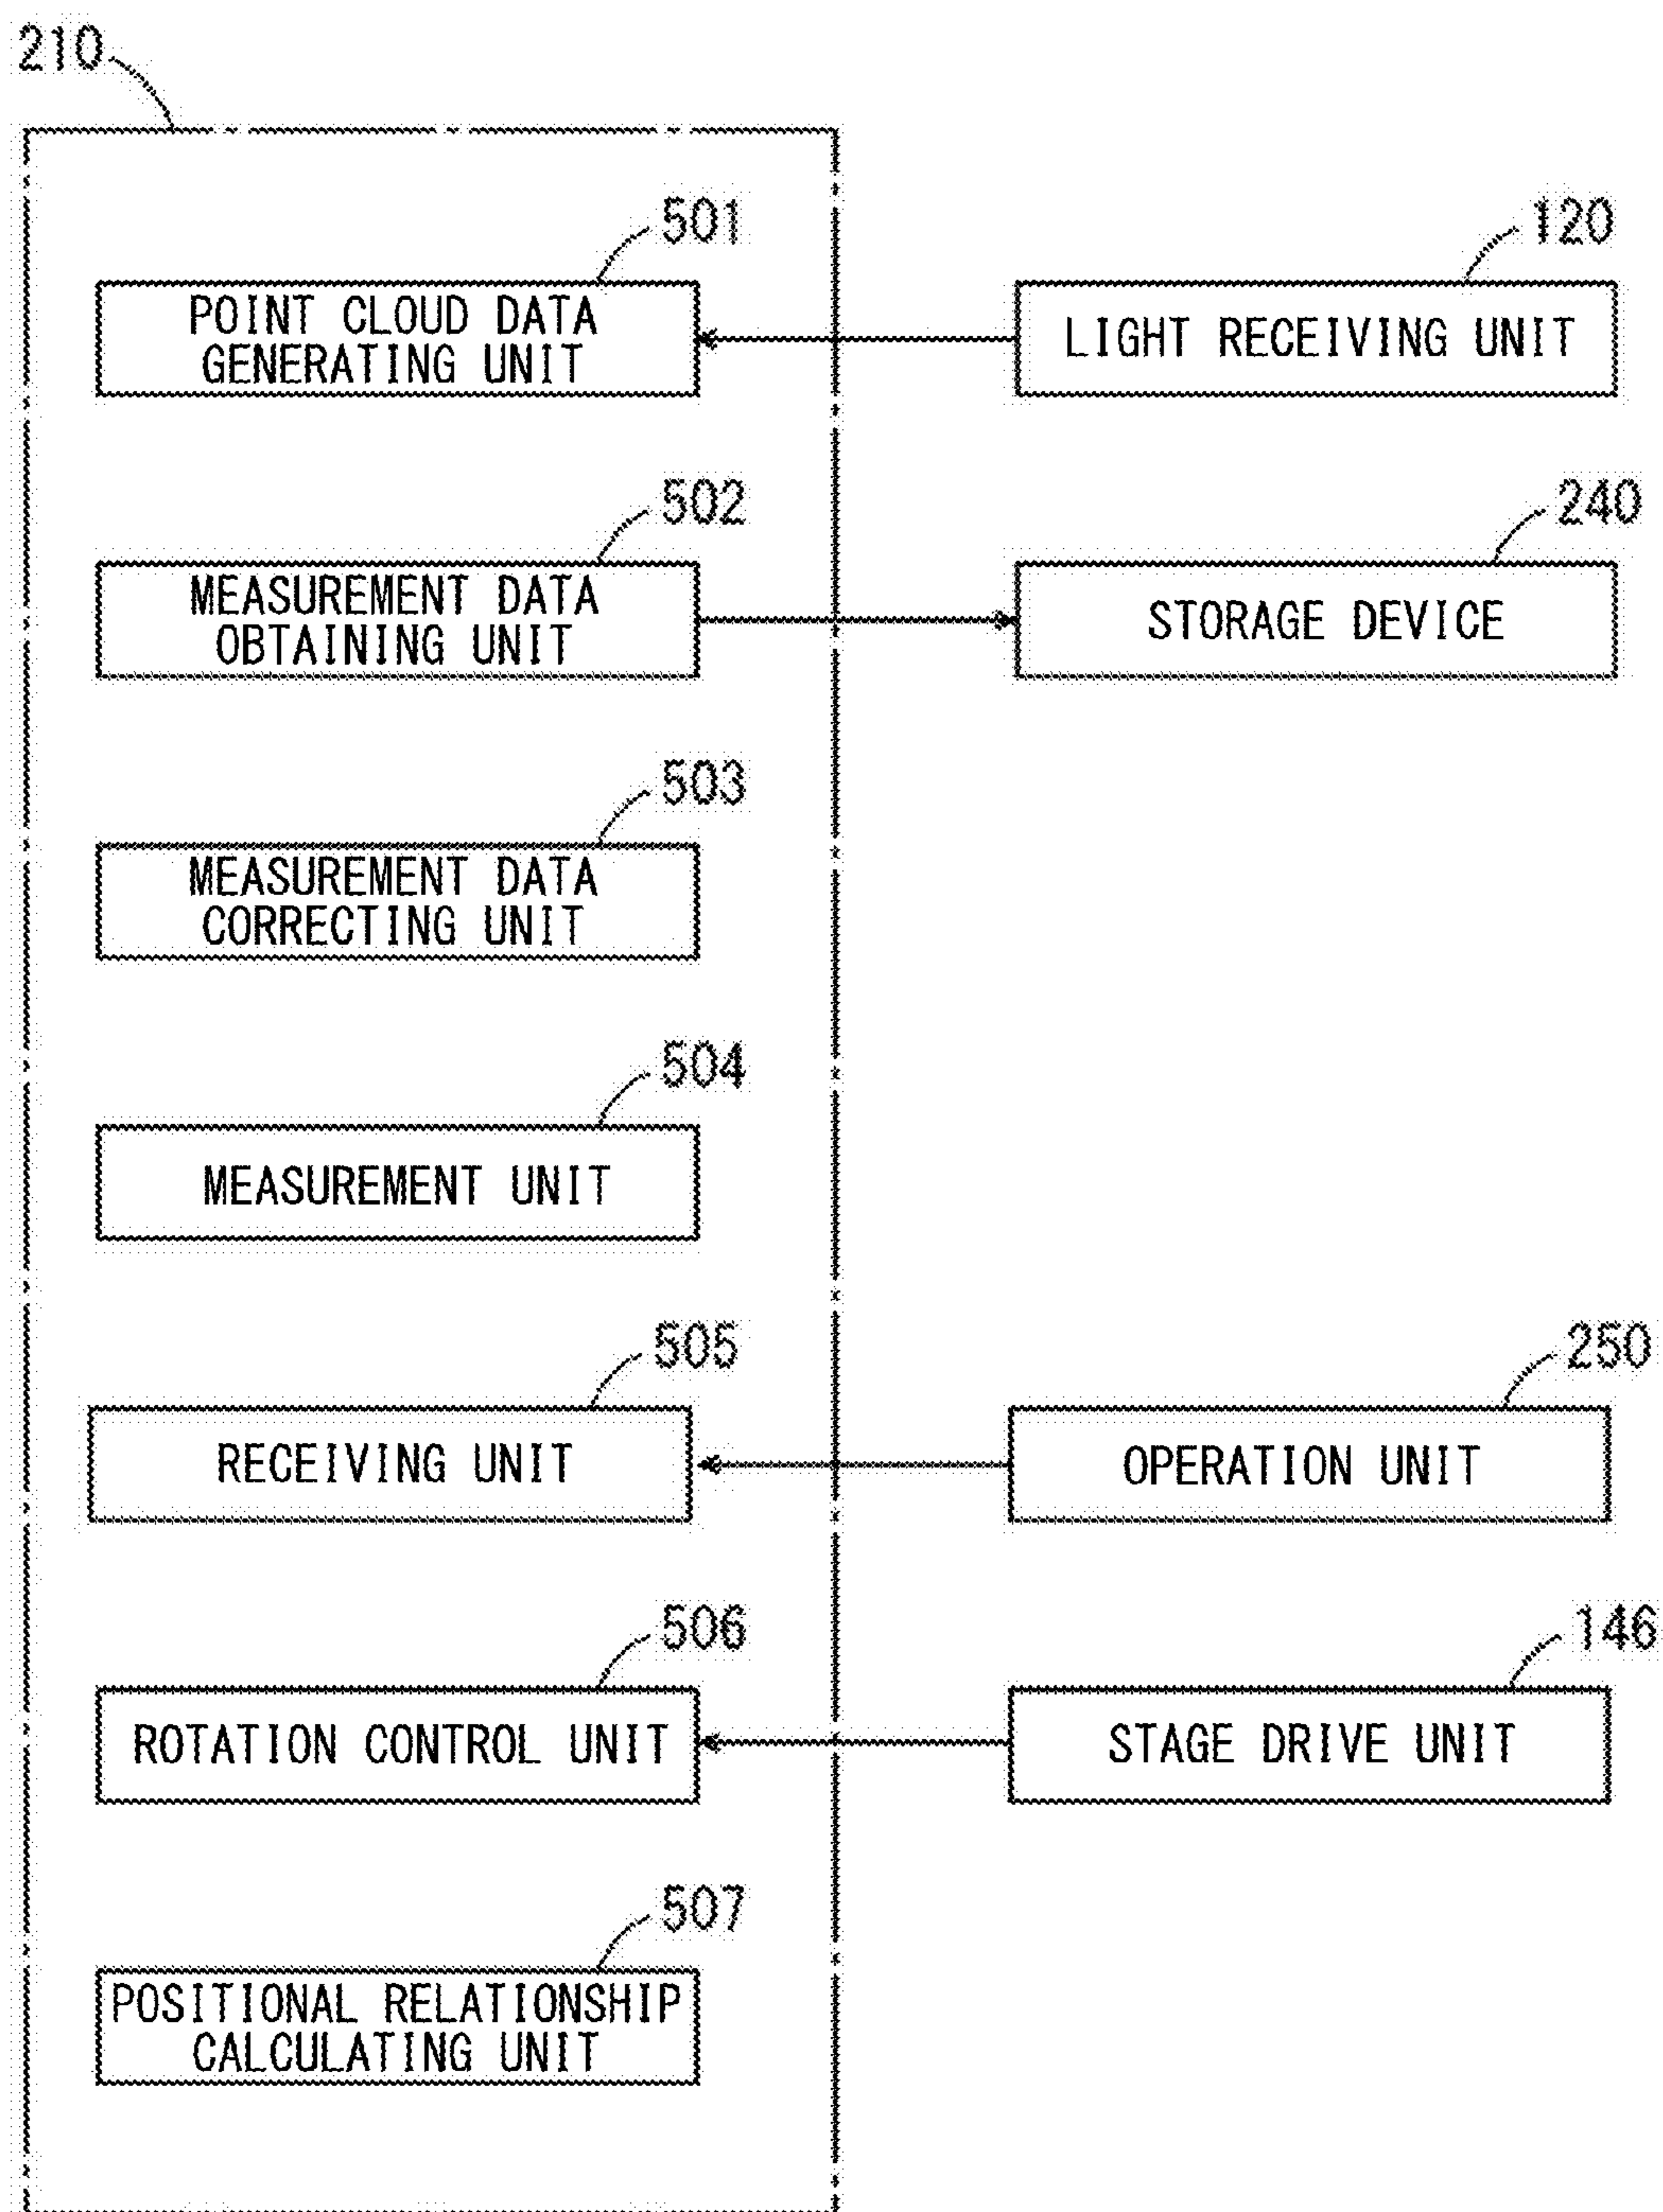 210
501
120
POINT CLOUD DATA
GENERATING UNIT
LIGHT RECEIVING UNIT
502
240
MEASUREMENT DATA
OBTAINING UNIT
STORAGE DEVICE
503
MEASUREMENT DATA
CORRECTING UNIT
504
MEASUREMENT UNIT
505
250
RECEIVING UNIT
OPERATION UNIT
506
146
ROTATION CONTROL UNIT
STAGE DRIVE UNIT
507
POSITIONAL RELATIONSHIP
CALCULATING UNIT